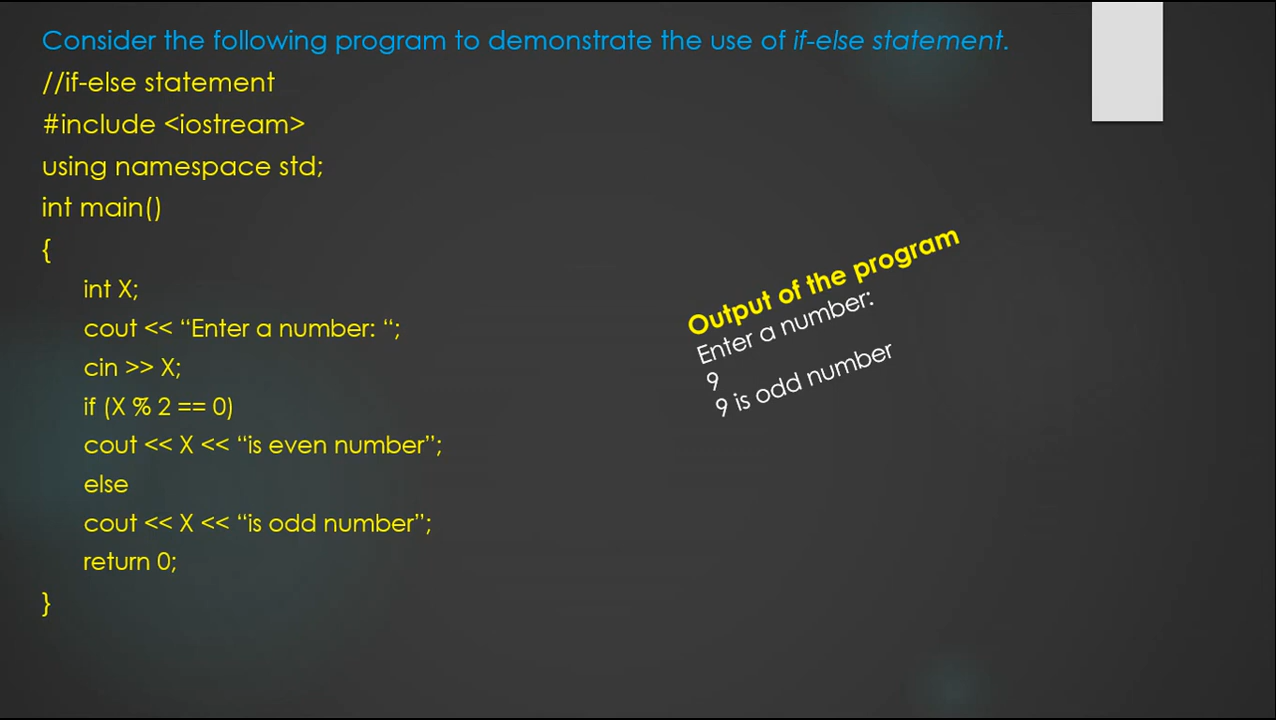 Consider the following program to demonstrate the use of if-else statement.
//if-else statement
#include <iostream>
using namespace std;
int main()
{
int X;
cout << “Enter a number: “;
cin >> X;
if (X % 2 == 0)
cout << X << “is even number”;
else
cout << X << “is odd number”;
return 0;
}
Output of the program
Enter a number:
9
9 is odd number